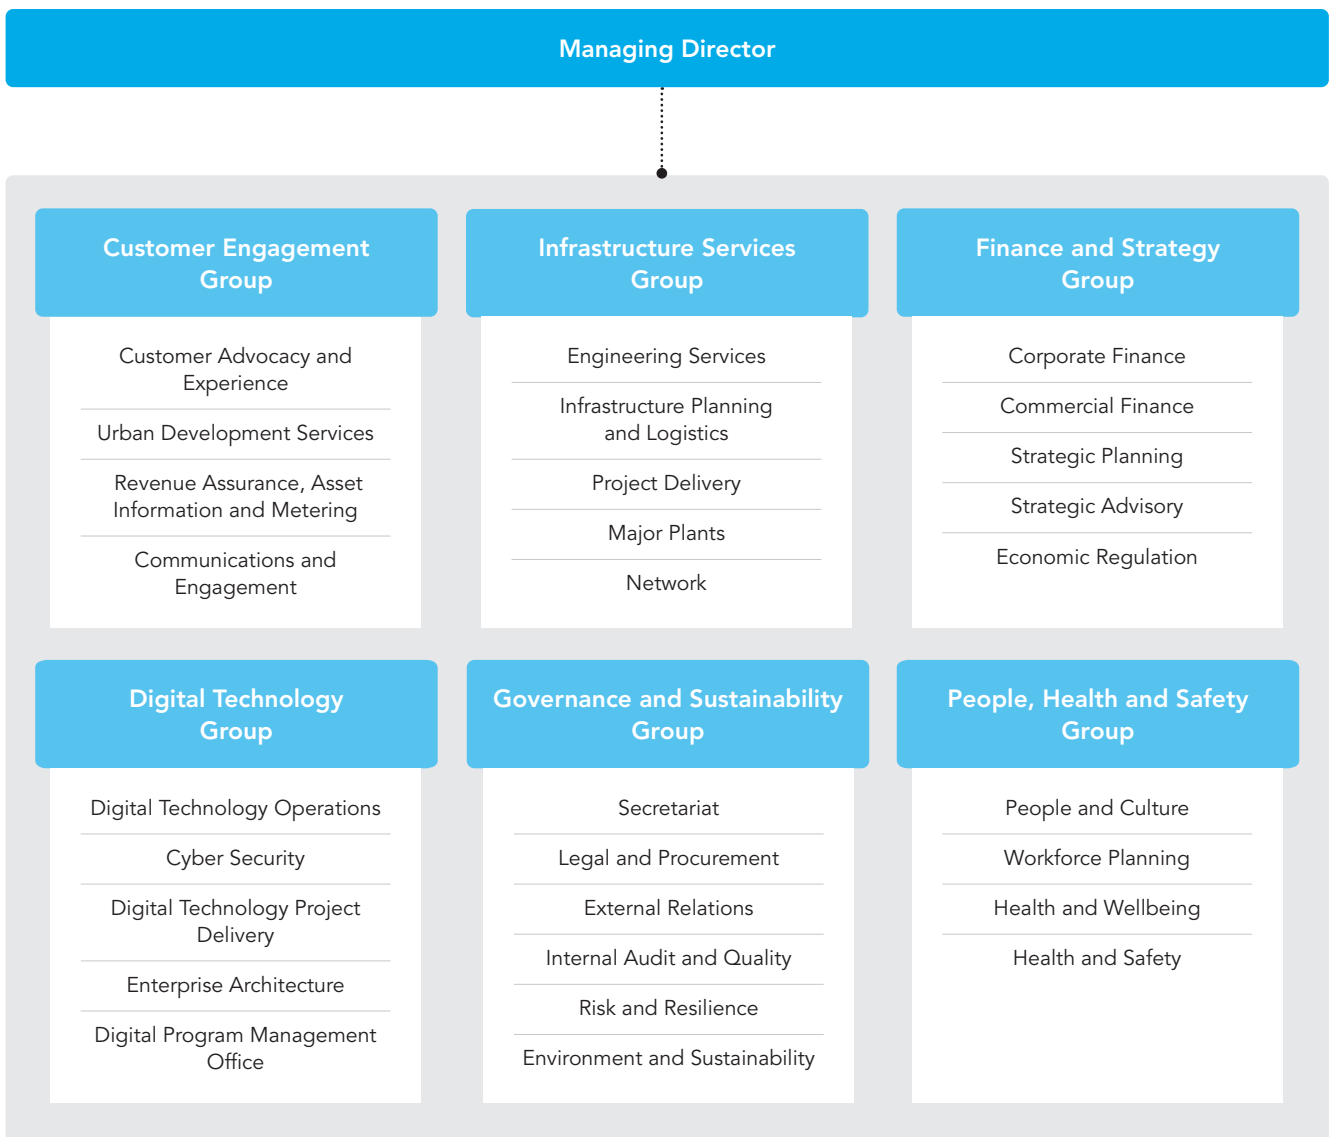 Managing Director
Customer Engagement
Group
Customer Advocacy and
Experience
Urban Development Services
Revenue Assurance, Asset
Information and Metering
Communications and
Engagement
Infrastructure Services
Group
Engineering Services
Infrastructure Planning
and Logistics
Project Delivery
Major Plants
Network
Finance and Strategy
Group
Corporate Finance
Commercial Finance
Strategic Planning
Strategic Advisory
Economic Regulation
Digital Technology
Group
Digital Technology Operations
Cyber Security
Digital Technology Project
Delivery
Enterprise Architecture
Digital Program Management
Office
Governance and Sustainability
Group
Secretariat
Legal and Procurement
External Relations
Internal Audit and Quality
Risk and Resilience
Environment and Sustainability
People, Health and Safety
Group
People and Culture
Workforce Planning
Health and Wellbeing
Health and Safety